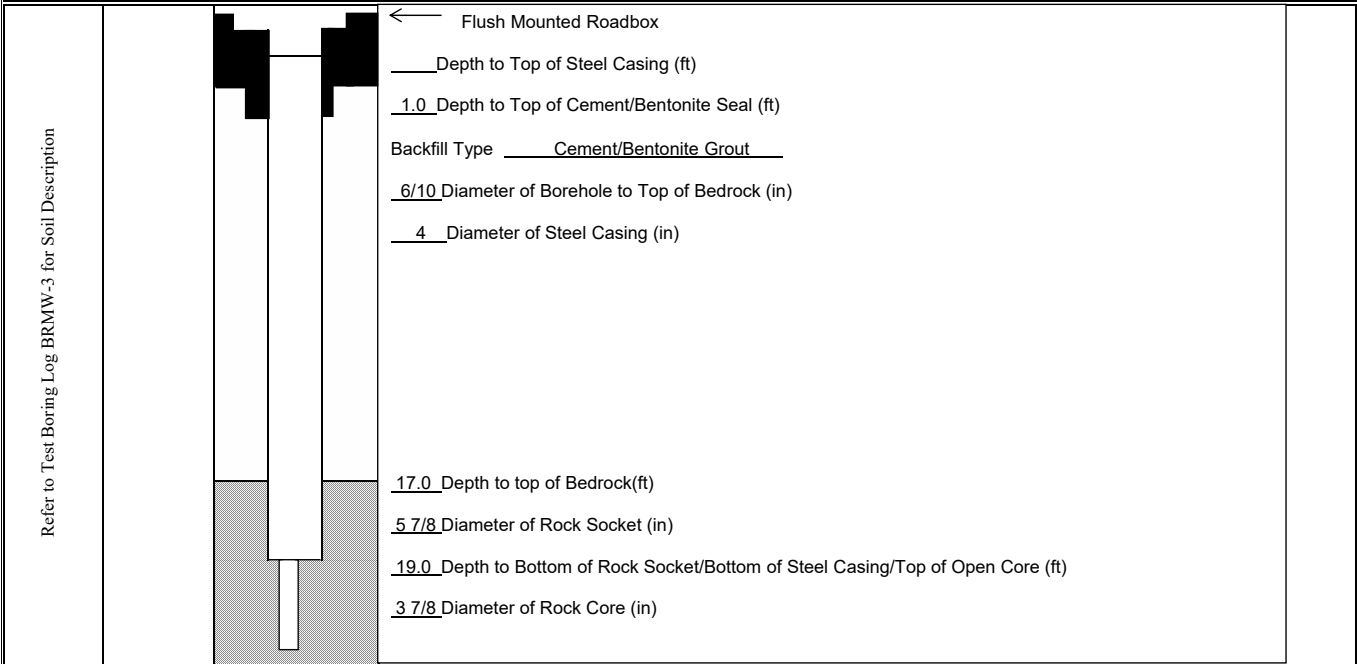 Flush Mounted Roadbox
Depth to Top of Steel Casing (ft)
1.0 Depth to Top of Cement/Bentonite Seal (ft)
Backfill Type Cement/Bentonite Grout
6/10 Diameter of Borehole to Top of Bedrock (in)
4 Diameter of Steel Casing (in)
Refer to Test Boring Log BRMW-3 for Soil Description
17.0 Depth to top of Bedrock(ft)
5 7/8 Diameter of Rock Socket (in)
19.0 Depth to Bottom of Rock Socket/Bottom of Steel Casing/Top of Open Core (ft)
3 7/8 Diameter of Rock Core (in)